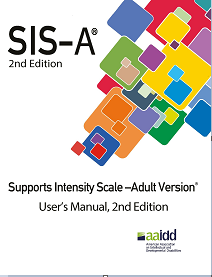 SIS–A®
2nd Edition
Supports Intensity Scale –Adult Version®
User's Manual, 2nd Edition
aaidd
American Association
on Intellectual and
Developmental Disabilities